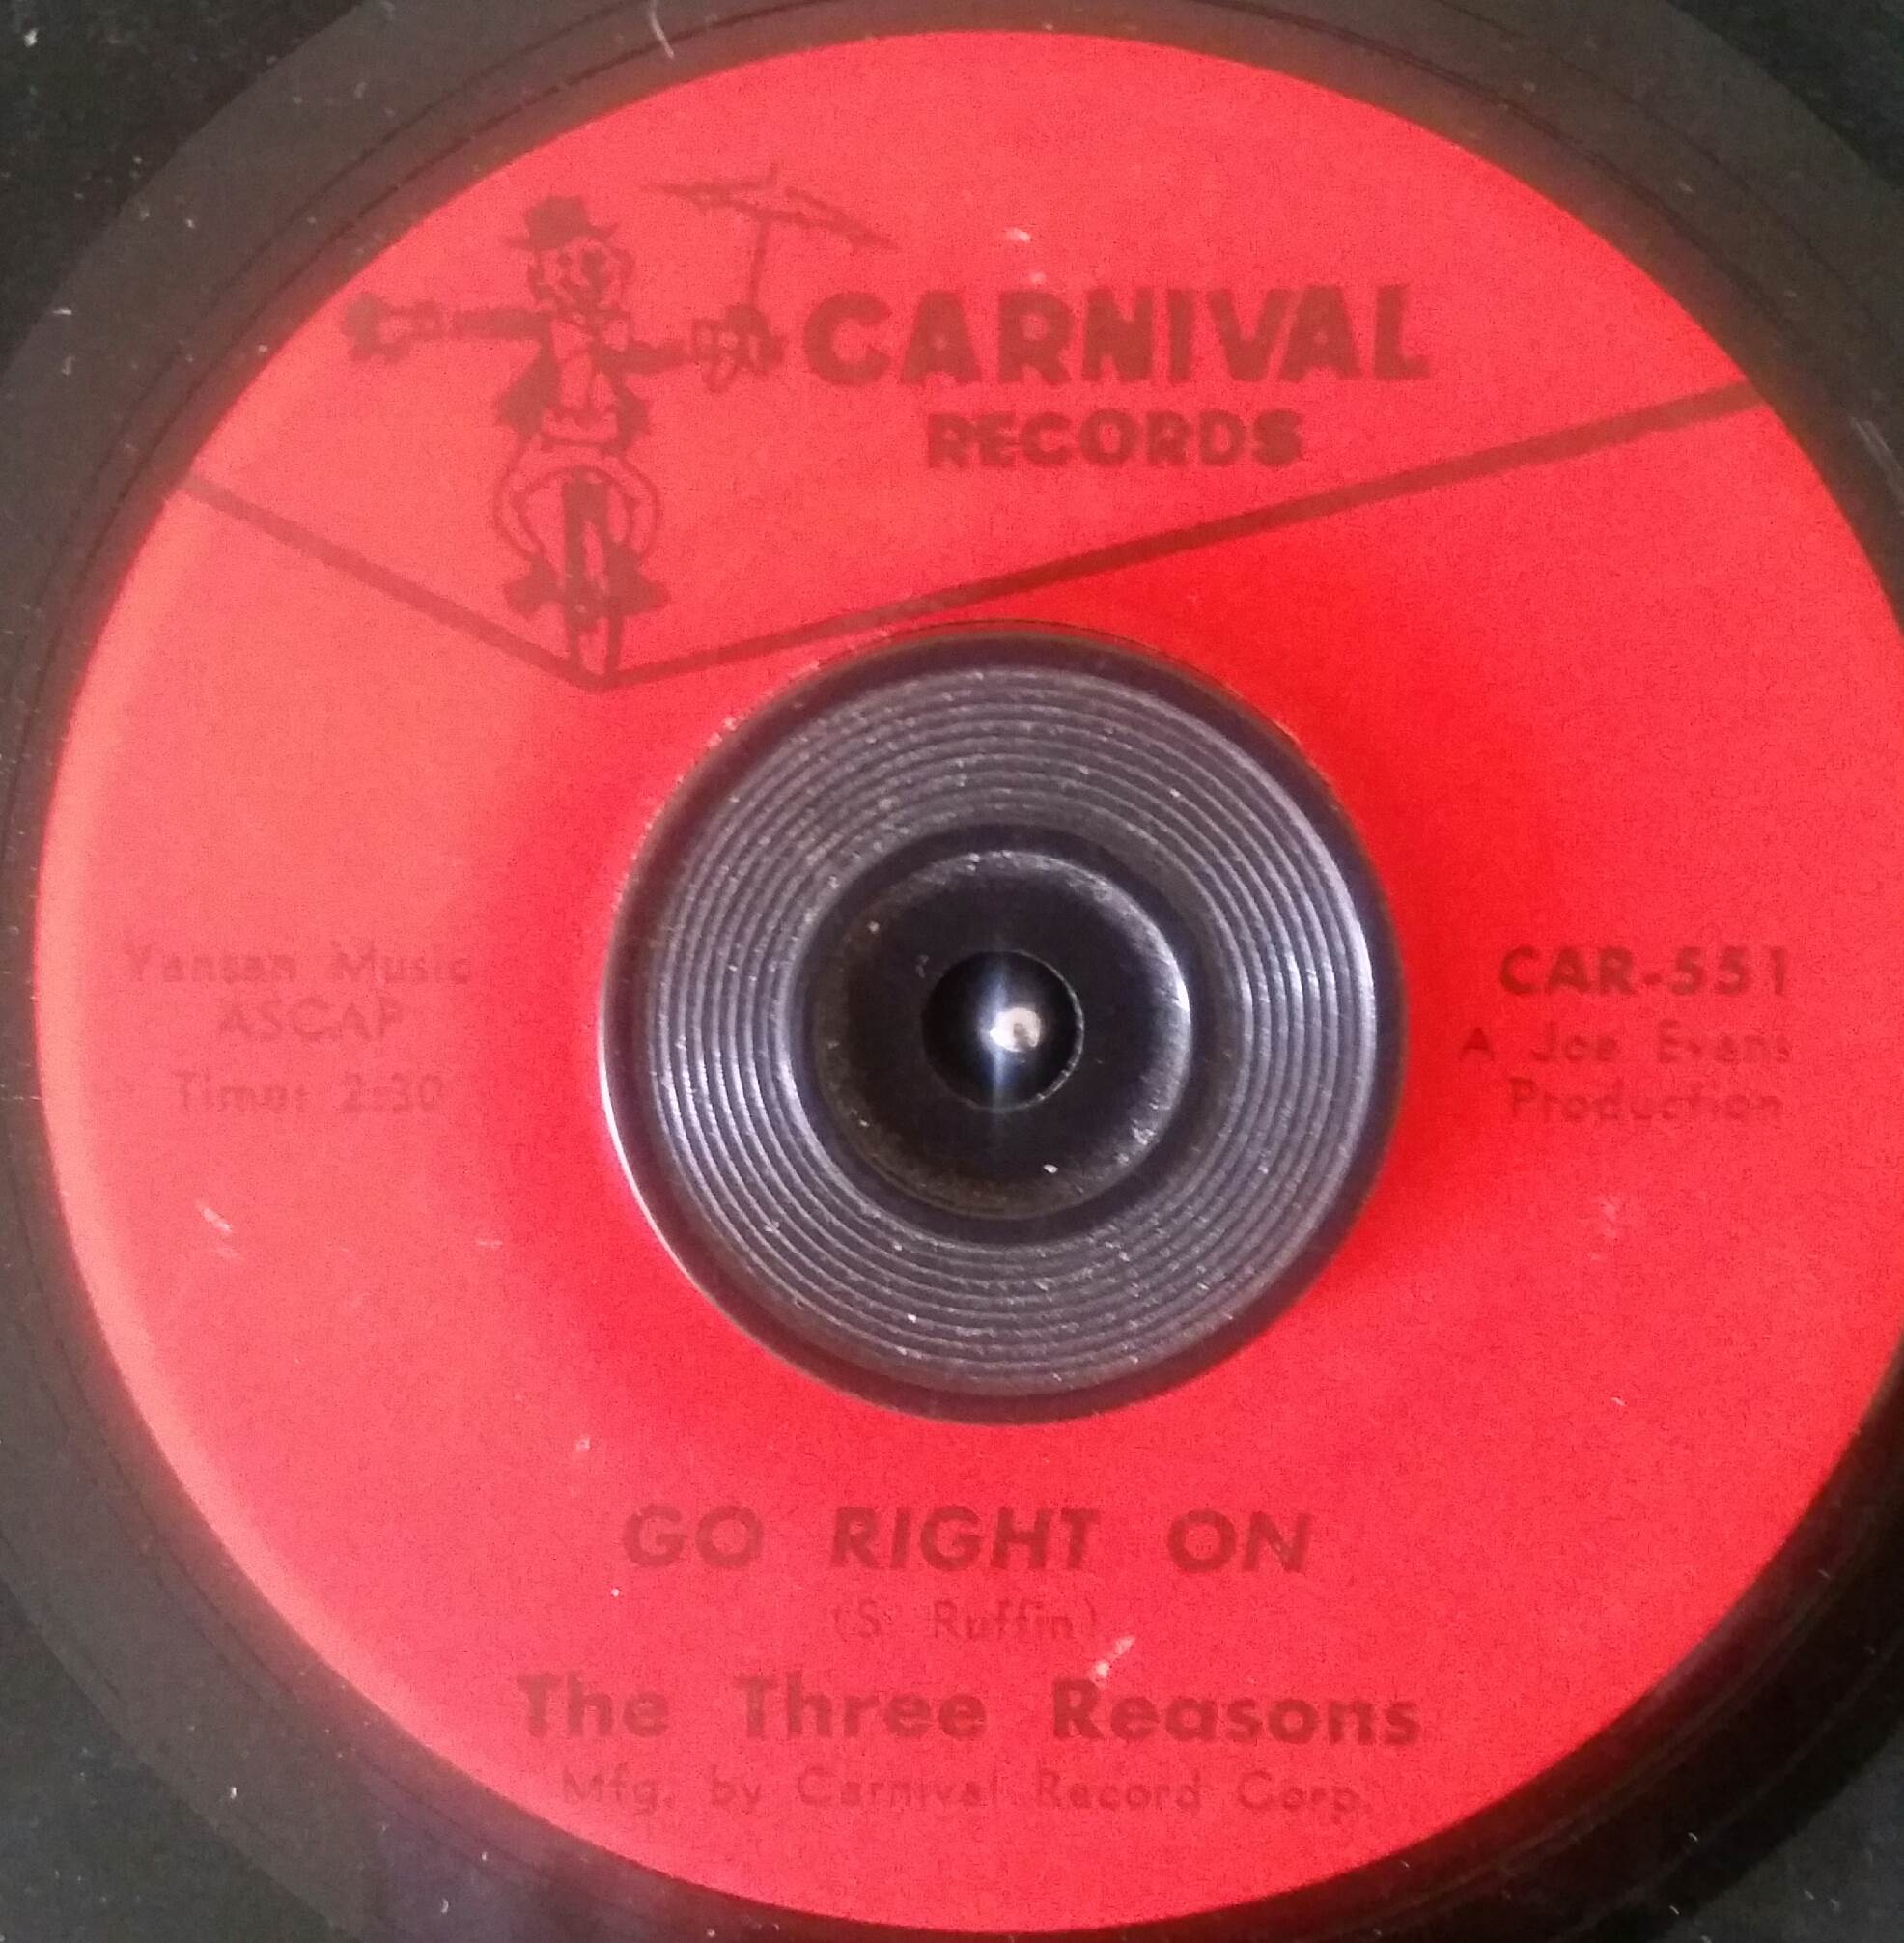 CARNIVAL
RECORDS
Yansan Music
ASCAP
Time: 2:30
CAR-551
A Joe Evans
Production
GO RIGHT ON
(S. Ruffin)
The Three Reasons
Mfg. by Carnival Record Corp.